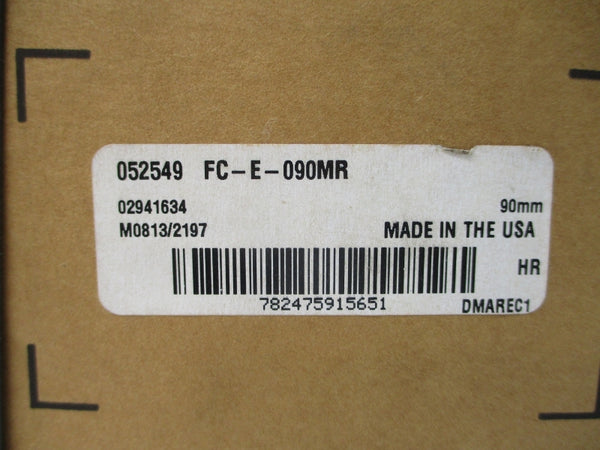 052549 FC-E-090MR
02941634 90mm
M0813/2197 MADE IN THE USA
HR
782475915651 DMAREC1